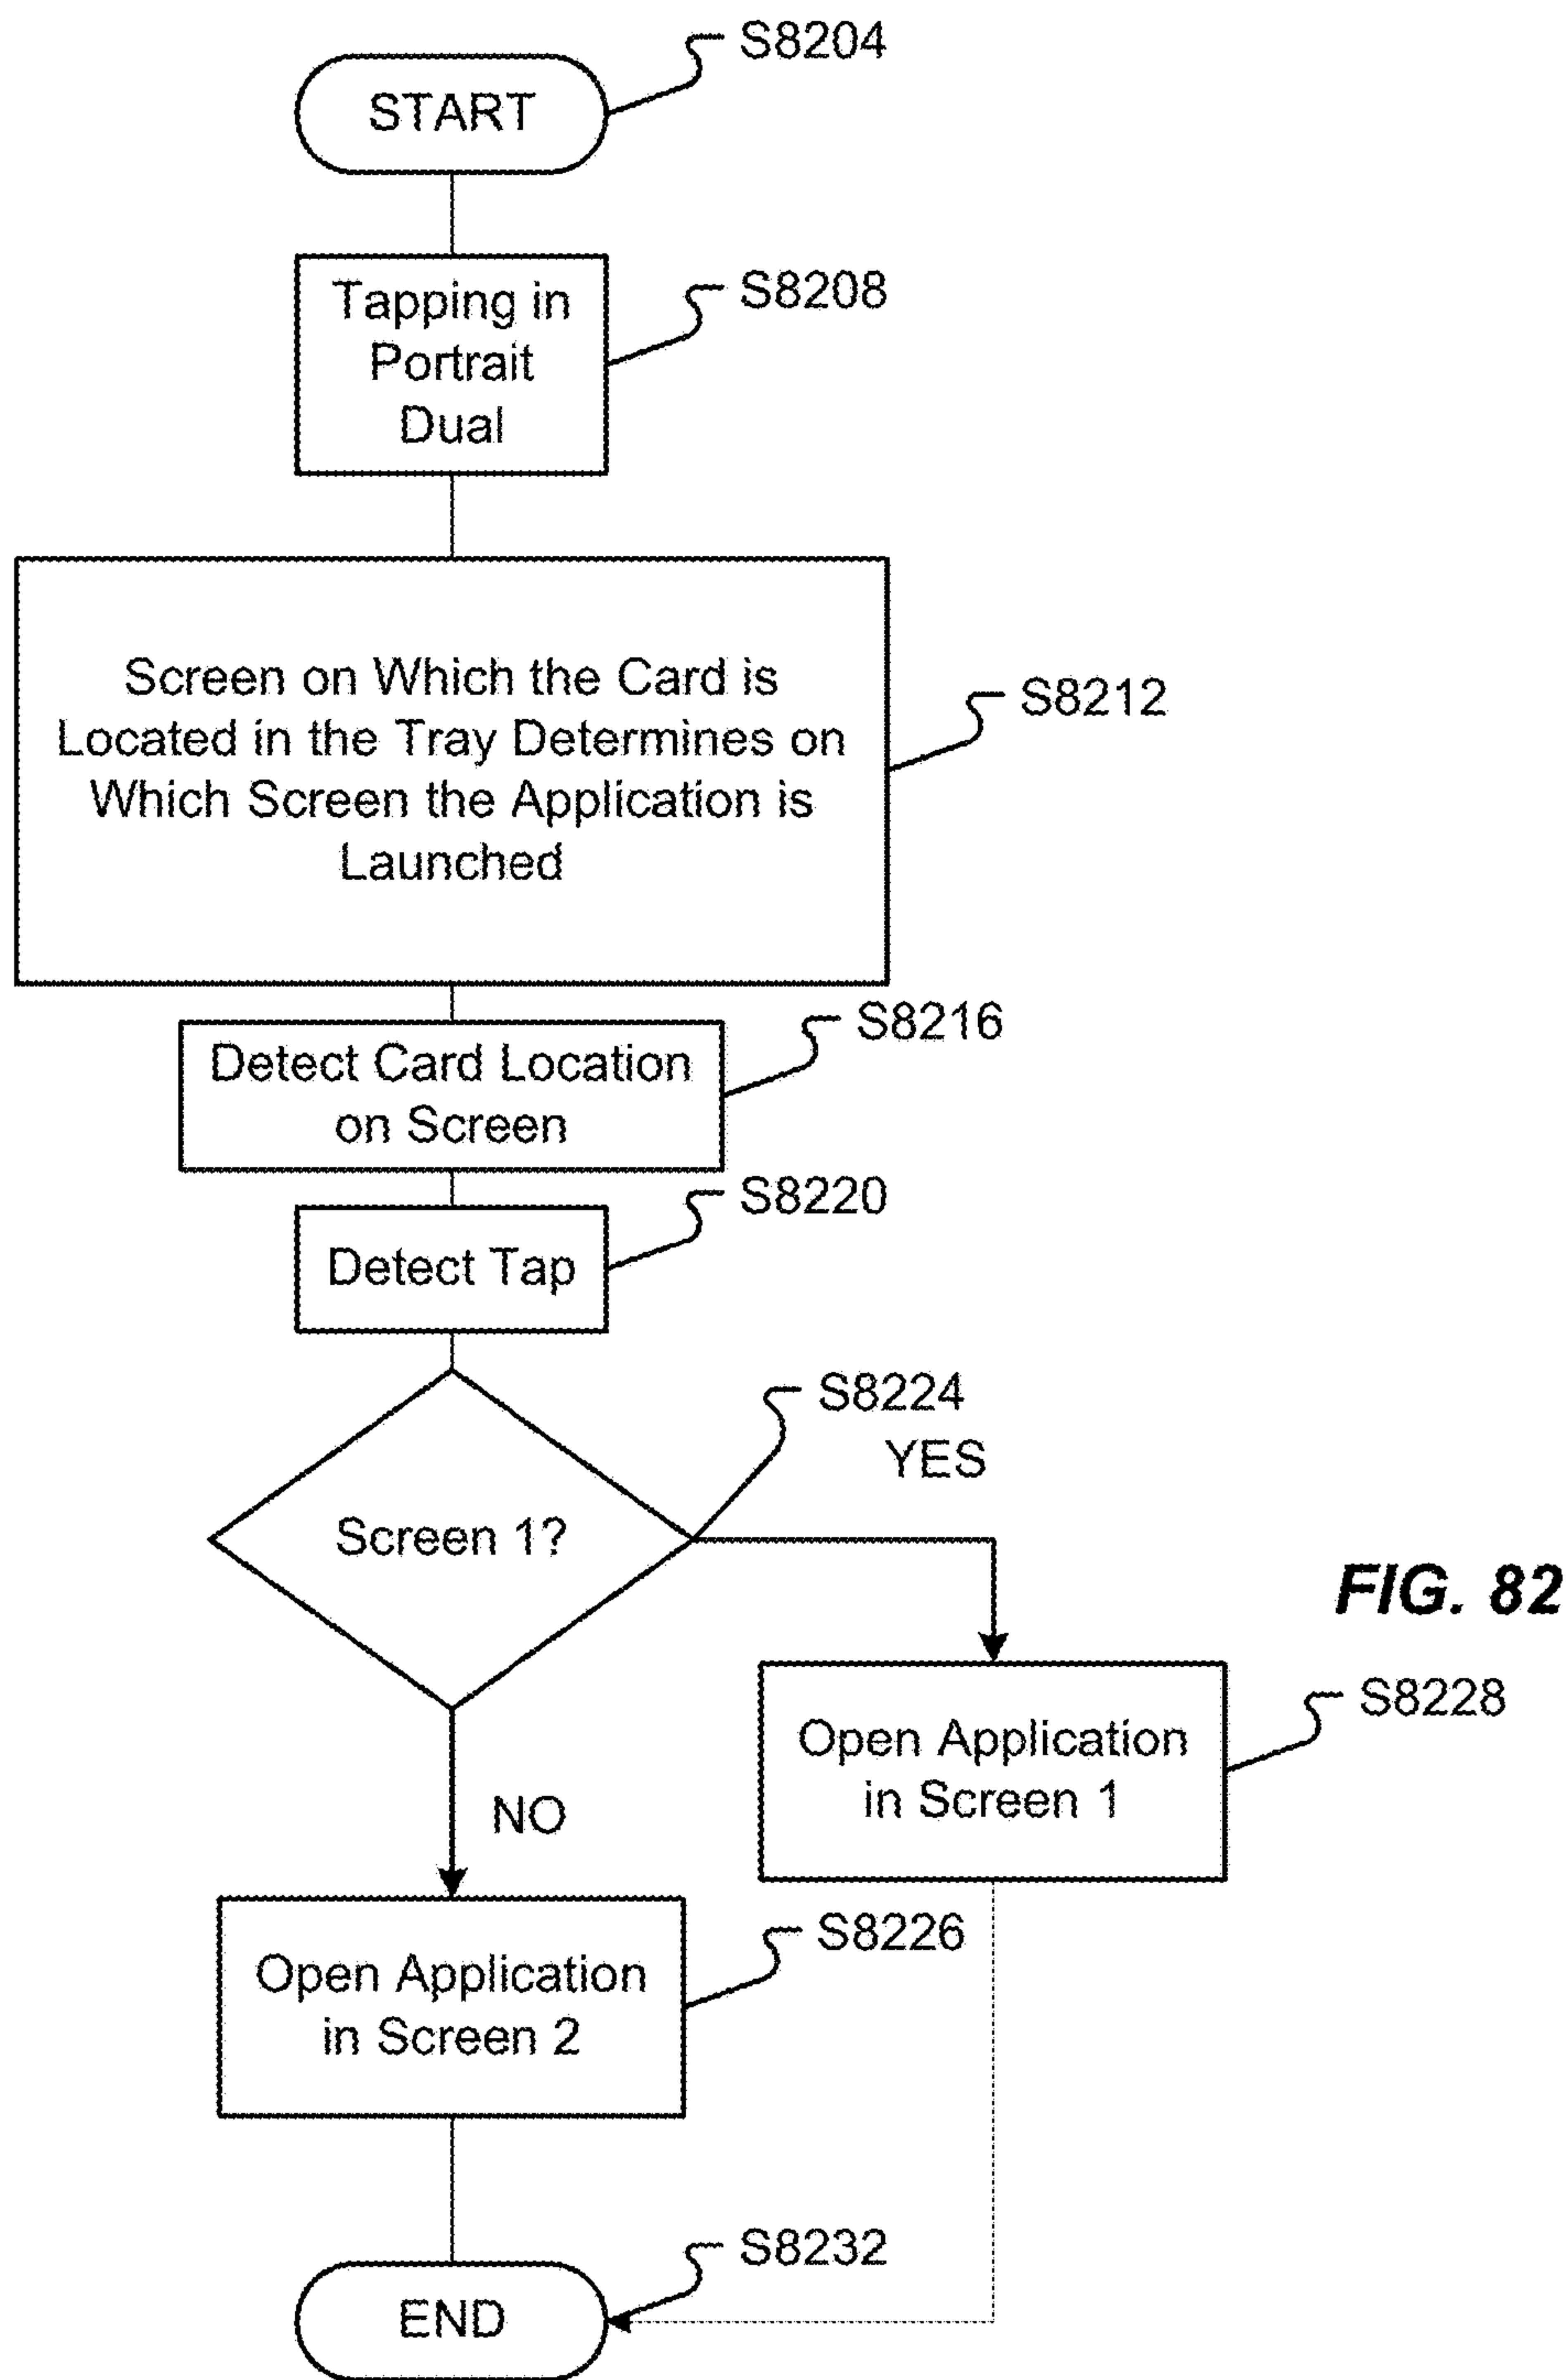 S8204
START
S8208
Tapping in
Portrait
Dual
S8212
Screen on Which the Card is
Located in the Tray Determines on
Which Screen the Application is
Launched
S8216
Detect Card Location
on Screen
S8220
Detect Tap
S8224
YES
Screen 1?
FIG. 82
S8228
Open Application
in Screen 1
NO
S8226
Open Application
in Screen 2
S8232
END